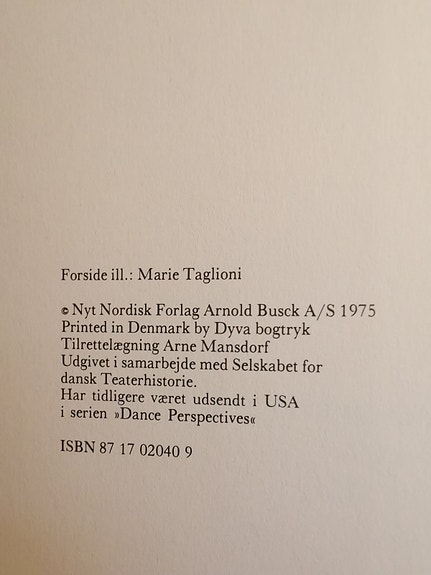 Forside ill.: Marie Taglioni
© Nyt Nordisk Forlag Arnold Busck A/S 1975
Printed in Denmark by Dyva bogtryk
Tilrettelægning Arne Mansdorf
Udgivet i samarbejde med Selskabet for
dansk Teaterhistorie.
Har tidligere været udsendt i USA
i serien »Dance Perspectives«
ISBN 87 17 02040 9